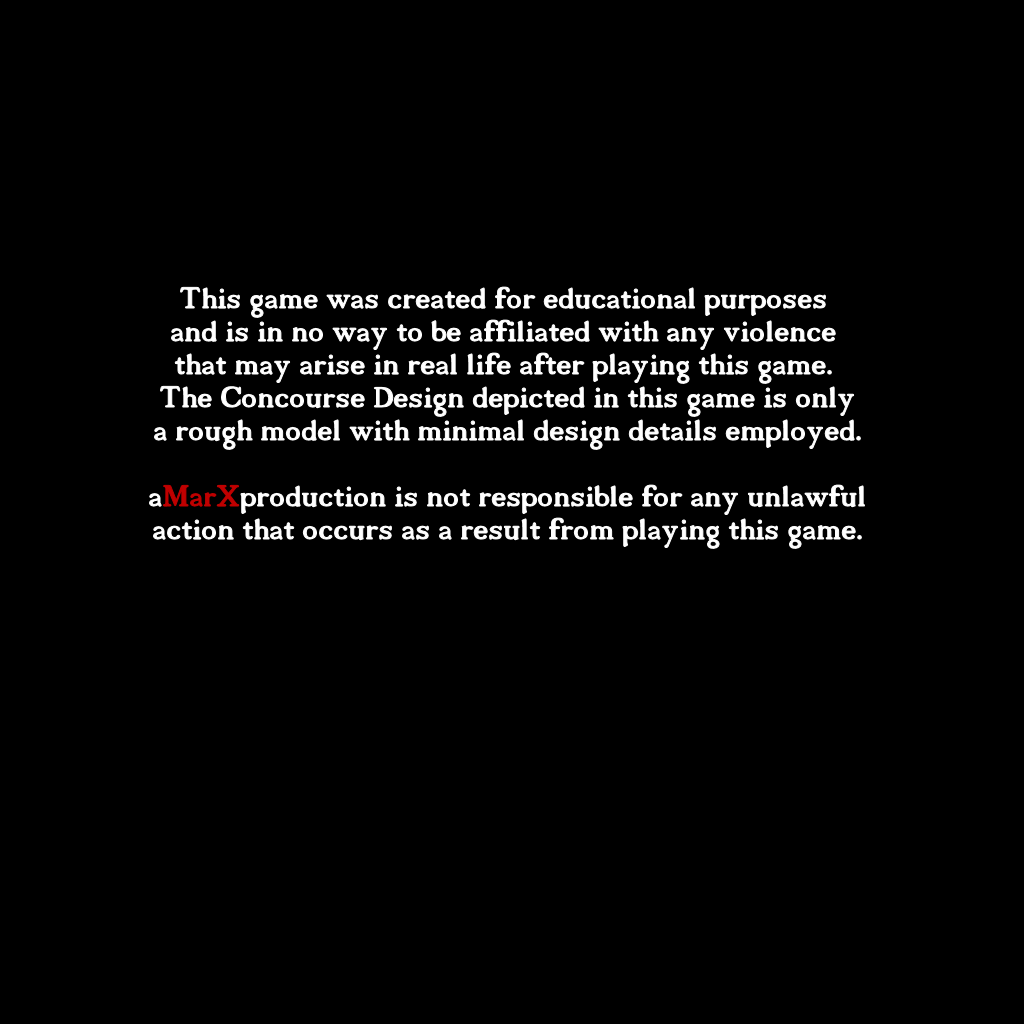 This game was created for educational purposes
and is in no way to be affiliated with any violence
that may arise in real life after playing this game.
The Concourse Design depicted in this game is only
a rough model with minimal design details employed.
aMarXproduction is not responsible for any unlawful
action that occurs as a result from playing this game.